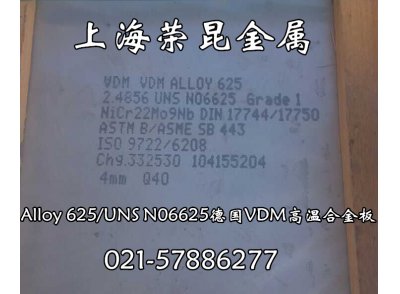 上海荣昆金属
VDM VDM ALLOY 625
2.4856 UNS N06625 Grade 1
NiCr22Mo9Nb DIN 17744/17750
ASTM B/ASME SB 443
ISO 9722/6208
Chg.332530 104155204
4mm Q40
Alloy 625/UNS N06625德国VDM高温合金板
021-57886277